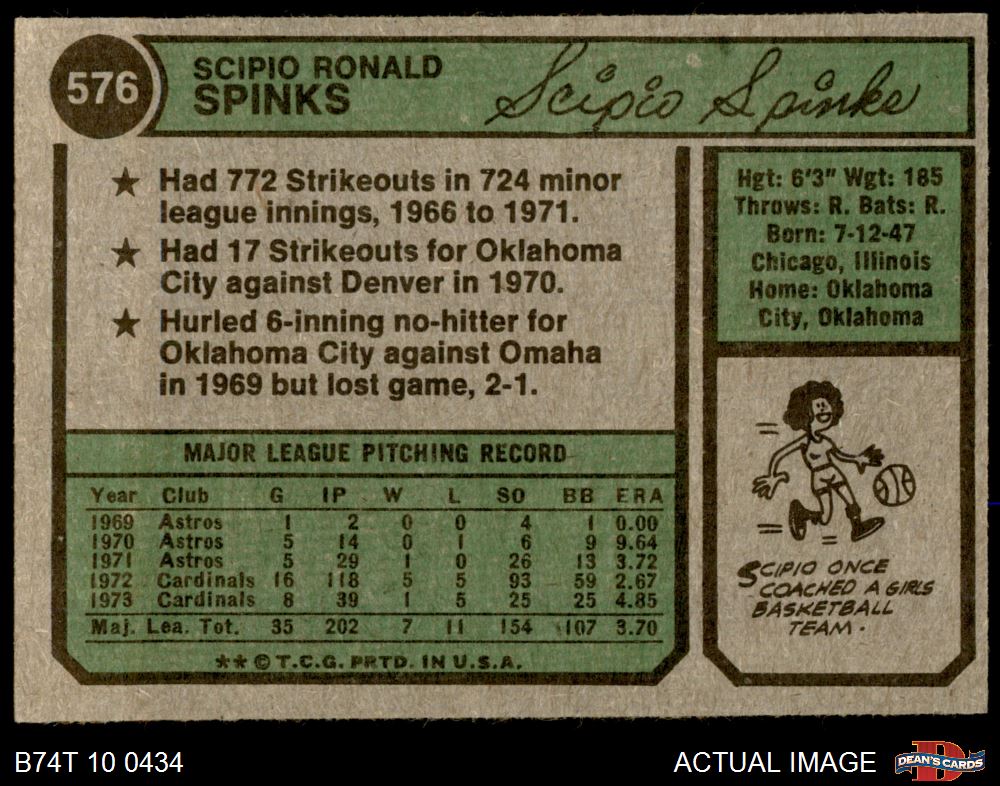 576
SCIPIO RONALD
SPINKS
Scipio Spinks
★ Had 772 Strikeouts in 724 minor
league innings, 1966 to 1971.
★ Had 17 Strikeouts for Oklahoma
City against Denver in 1970.
★ Hurled 6-inning no-hitter for
Oklahoma City against Omaha
in 1969 but lost game, 2-1.
Hgt: 6'3" Wgt: 185
Throws: R. Bats: R.
Born: 7-12-47
Chicago, Illinois
Home: Oklahoma
City, Oklahoma
MAJOR LEAGUE PITCHING RECORD
Year Club G IP W L SO BB ERA
1969 Astros 1 2 0 0 4 1 0.00
1970 Astros 5 14 0 1 6 9 9.64
1971 Astros 5 29 1 0 26 13 3.72
1972 Cardinals 16 118 5 5 93 59 2.67
1973 Cardinals 8 39 1 5 25 25 4.85
Maj. Lea. Tot. 35 202 7 11 154 107 3.70
★★ © T.C.G. PRTD. IN U.S.A.
SCIPIO ONCE
COACHED A GIRLS
BASKETBALL
TEAM.
B74T 10 0434
ACTUAL IMAGE
DEAN'S CARDS